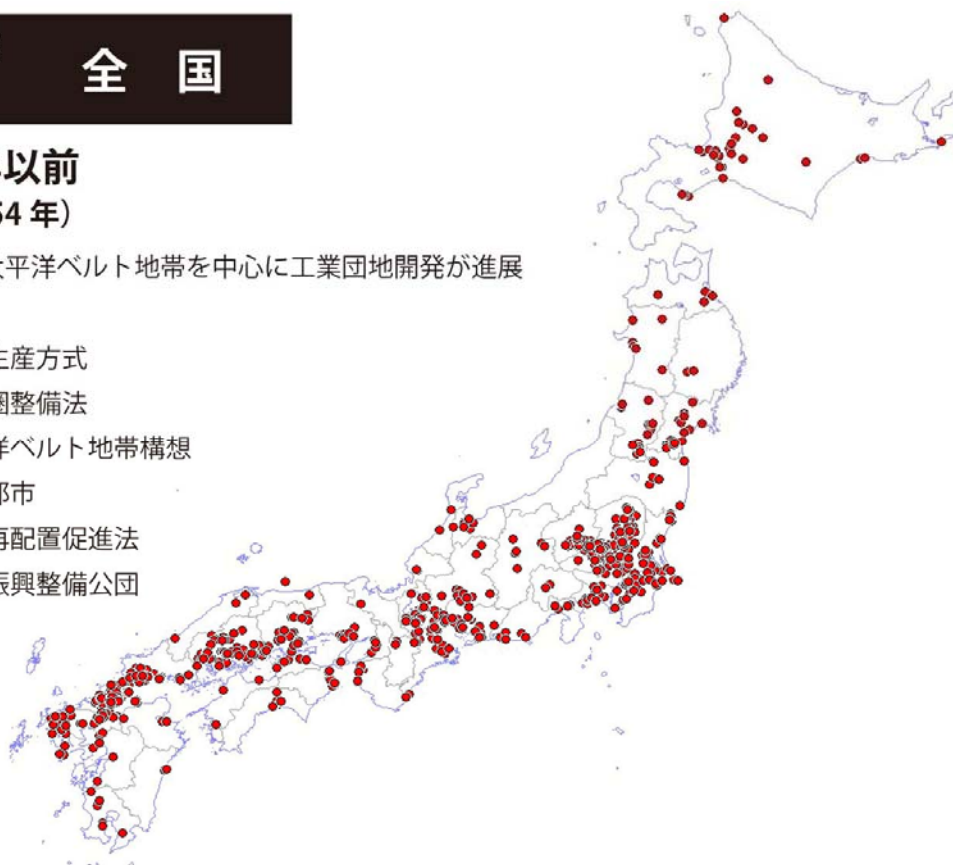 全 国
以前
54 年）
太平洋ベルト地帯を中心に工業団地開発が進展
生産方式
圏整備法
洋ベルト地帯構想
都市
再配置促進法
振興整備公団